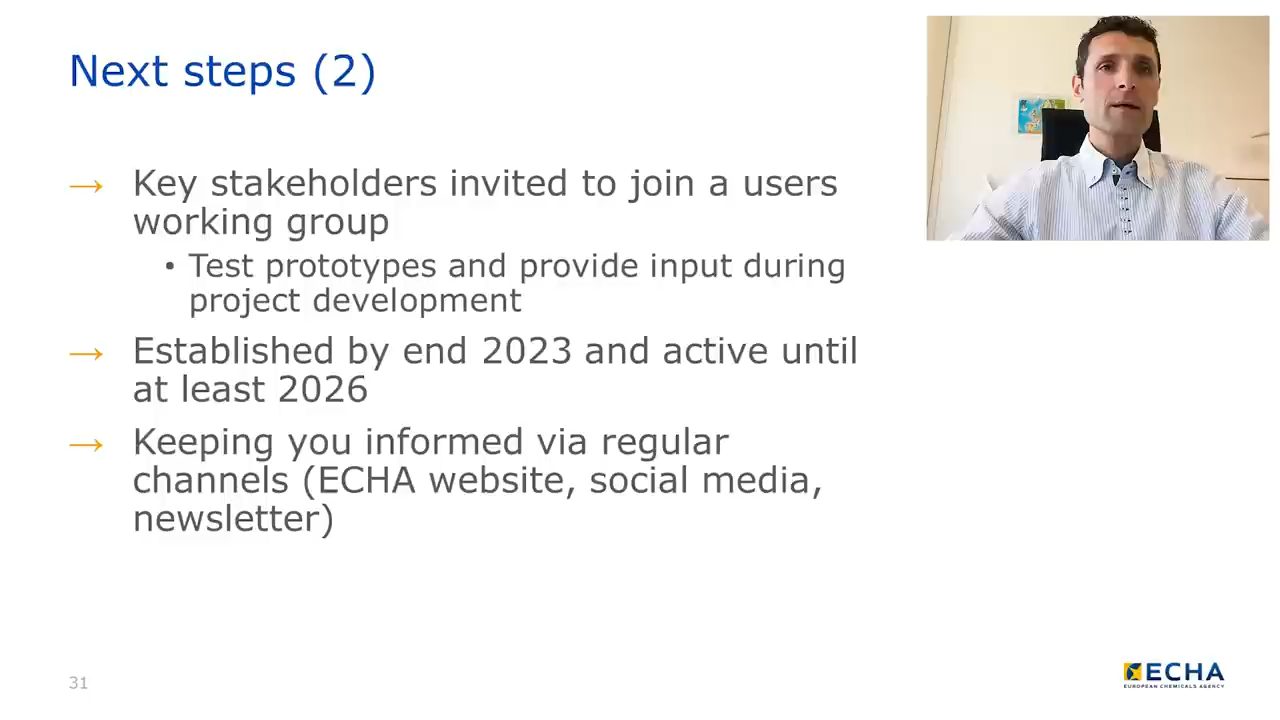 Next steps (2)
→ Key stakeholders invited to join a users
working group
• Test prototypes and provide input during
project development
→ Established by end 2023 and active until
at least 2026
→ Keeping you informed via regular
channels (ECHA website, social media,
newsletter)
31
ECHA
EUROPEAN CHEMICALS AGENCY